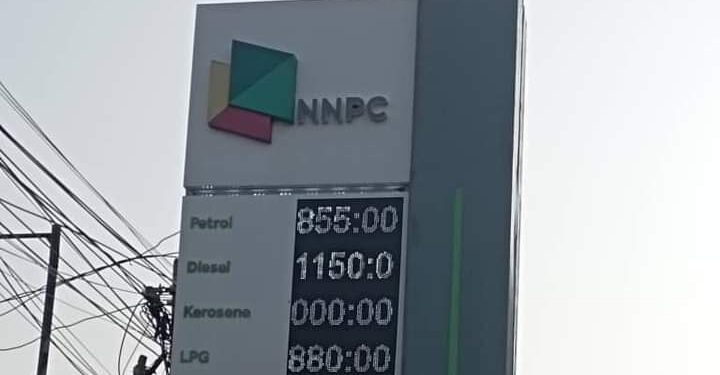 NNPC
Petrol 855:00
Diesel 1150:0
Kerosene 000:00
LPG 880:00